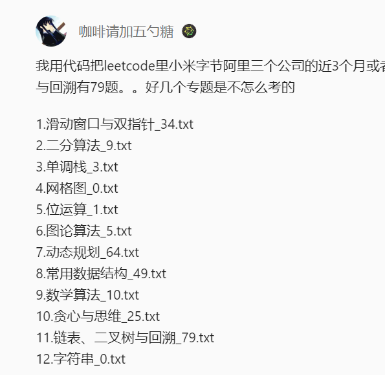 咖啡请加五勺糖
我用代码把leetcode里小米字节阿里三个公司的近3个月或者
与回溯有79题。。好几个专题是不怎么考的
1.滑动窗口与双指针_34.txt
2.二分算法_9.txt
3.单调栈_3.txt
4.网格图_0.txt
5.位运算_1.txt
6.图论算法_5.txt
7.动态规划_64.txt
8.常用数据结构_49.txt
9.数学算法_10.txt
10.贪心与思维_25.txt
11.链表、二叉树与回溯_79.txt
12.字符串_0.txt